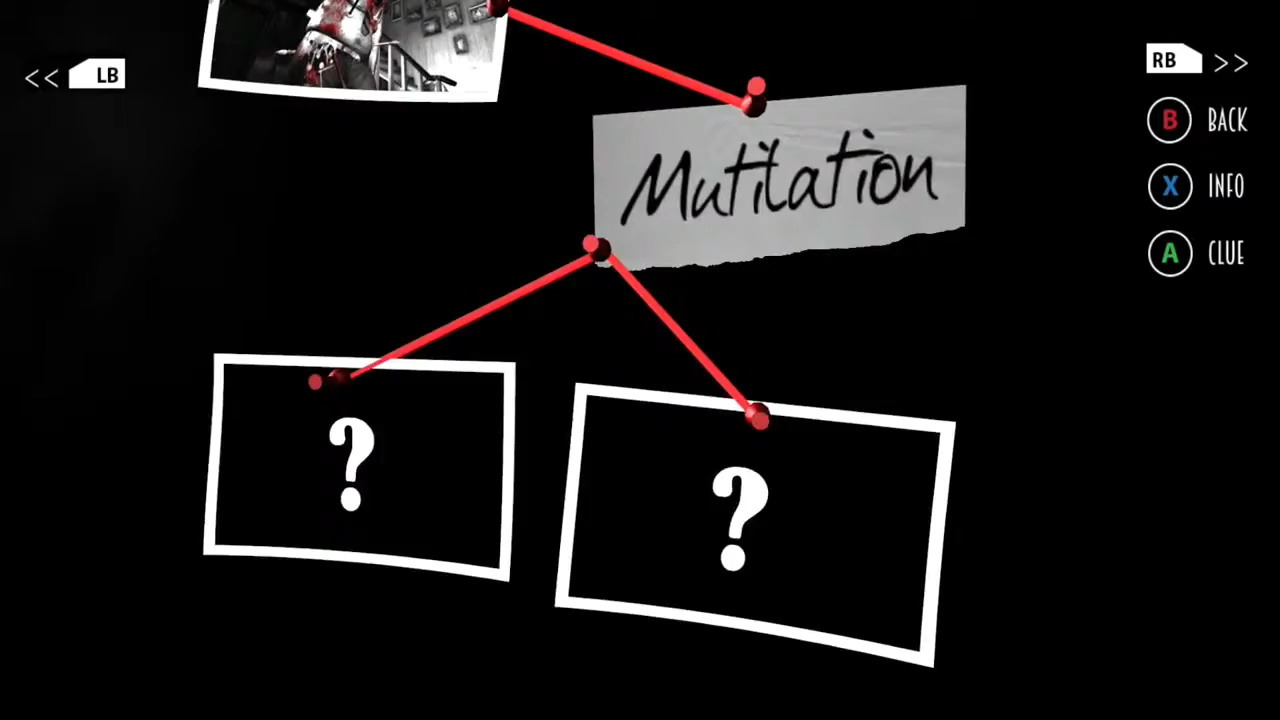 << LB
RB >>
B BACK
Mutilation
X INFO
A CLUE
? ?